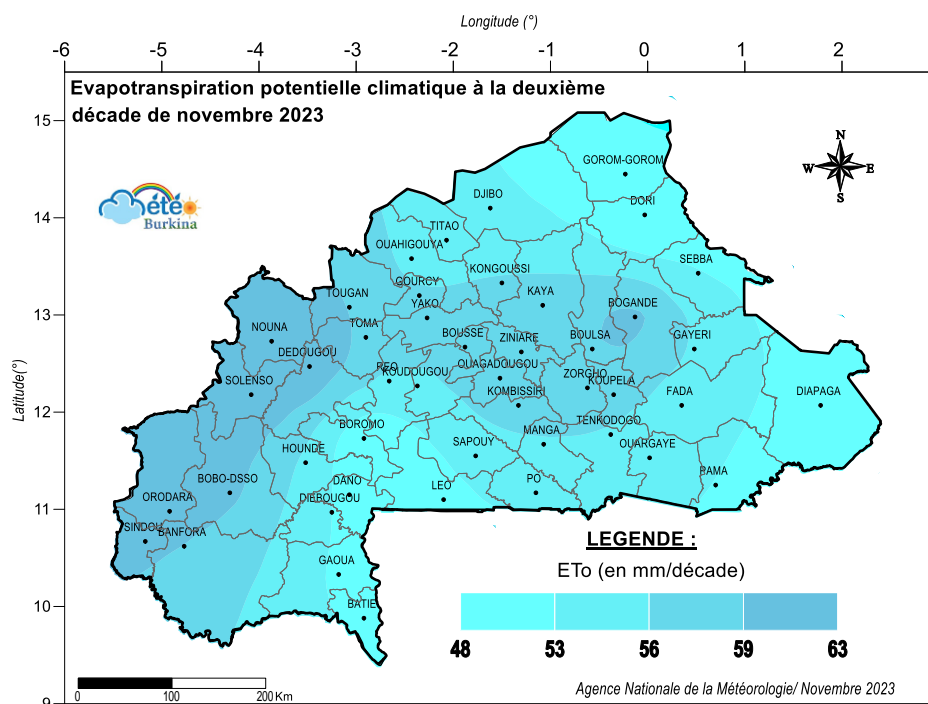 Longitude (°)
-6 -5 -4 -3 -2 -1 0 1 2
Evapotranspiration potentielle climatique à la deuxième
décade de novembre 2023
15
N
W E
S
GOROM-GOROM
Météo
Burkina
DJIBO
DORI
14
TITAO
OUAHIGOUYA
SEBBA
KONGOUSSI
GOURCY
TOUGAN
KAYA
YAKO
BOGANDE
13
NOUNA
TOMA
BOUSSE
ZINIARE
BOULSA
GAYERI
DEDOUGOU
OUAGADOUGOU
REO
KOUDOUGOU
ZORGHO
SOLENSO
KOUPELA
KOMBISSIRI
FADA
DIAPAGA
12
Latitude(°)
BOROMO
TENKODOGO
MANGA
SAPOUY
OUARGAYE
HOUNDE
BOBO-DSSO
DANO
LEO
PO
PAMA
ORODARA
DIEBOUGOU
11
SINDOU
BANFORA
LEGENDE :
GAOUA
ETo (en mm/décade)
10
BATIE
48 53 56 59 63
0 100 200 Km
Agence Nationale de la Météorologie/ Novembre 2023
9